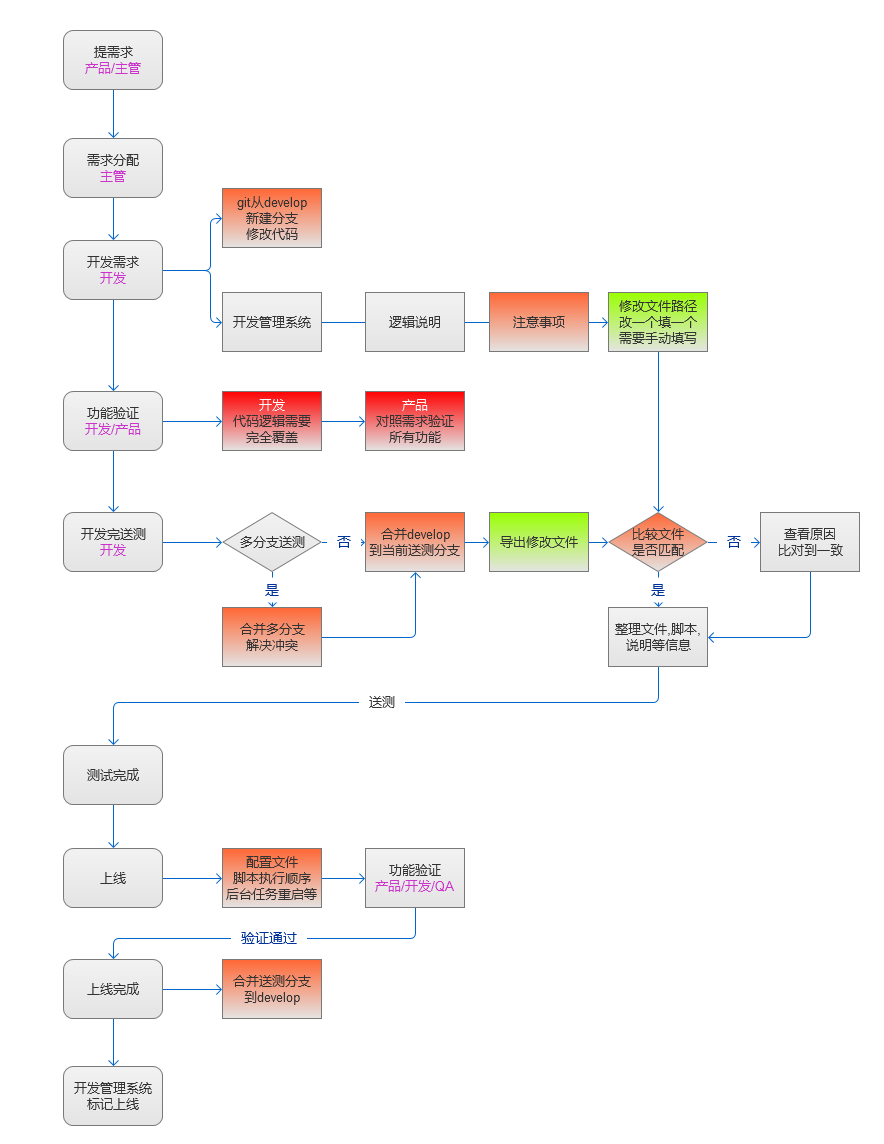 提需求
产品/主管
需求分配
主管
git从develop
新建分支
修改代码
开发需求
开发
开发管理系统
逻辑说明
注意事项
修改文件路径
改一个填一个
需要手动填写
功能验证
开发/产品
开发
代码逻辑需要
完全覆盖
产品
对照需求验证
所有功能
开发完送测
开发
多分支送测
否
合并develop
到当前送测分支
导出修改文件
比较文件
是否匹配
否
查看原因
比对到一致
是
是
合并多分支
解决冲突
整理文件,脚本,
说明等信息
送测
测试完成
上线
配置文件
脚本执行顺序
后台任务重启等
功能验证
产品/开发/QA
验证通过
上线完成
合并送测分支
到develop
开发管理系统
标记上线